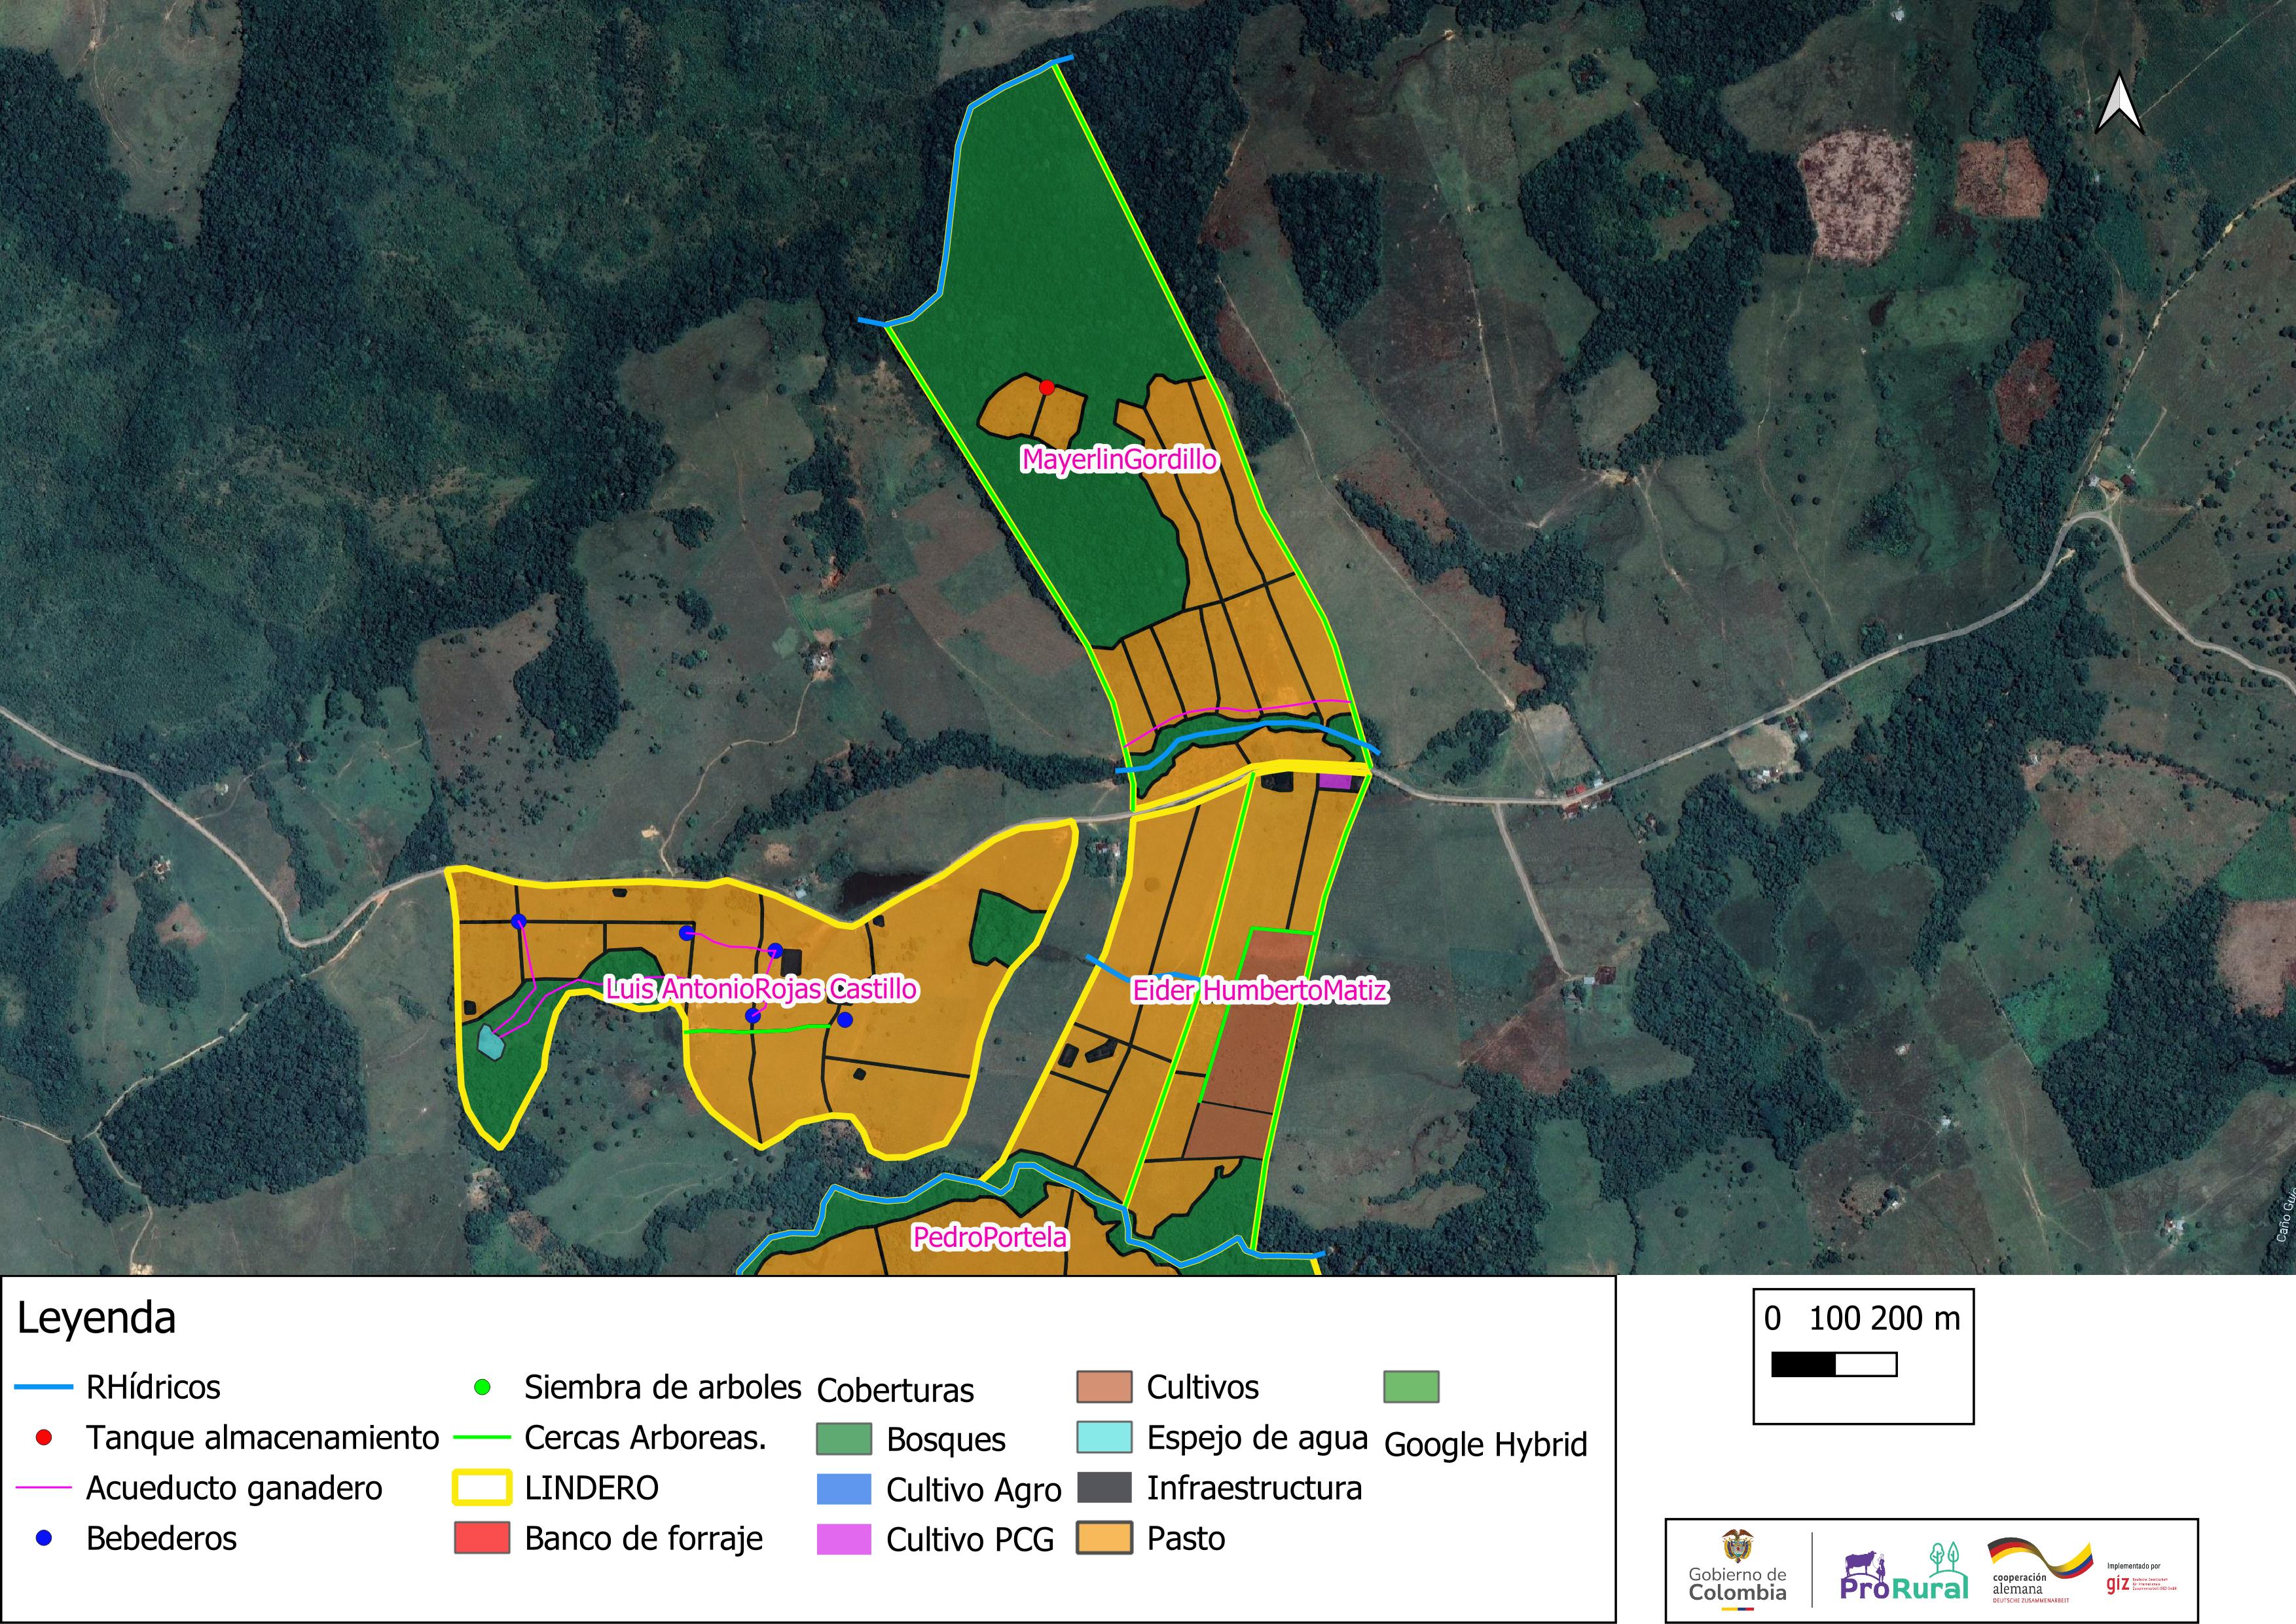 MayerlinGordillo
Luis AntonioRojas Castillo
Eider HumbertoMatiz
PedroPortela
Leyenda
RHídricos
Tanque almacenamiento
Acueducto ganadero
Bebederos
Siembra de arboles
Cercas Arboreas.
LINDERO
Banco de forraje
Coberturas
Bosques
Cultivo Agro
Cultivo PCG
Cultivos
Espejo de agua
Infraestructura
Pasto
Google Hybrid
0 100 200 m
Gobierno de
Colombia
ProRural
cooperación
alemana
DEUTSCHE ZUSAMMENARBEIT
Implementado por
giz